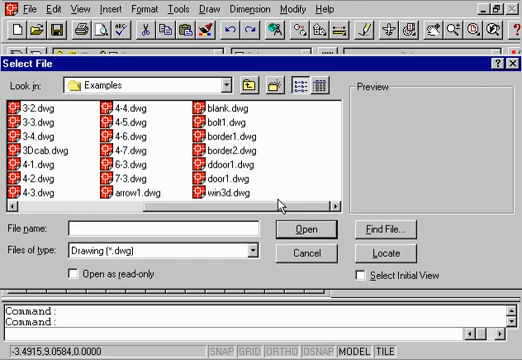 File Edit View Insert Format Tools Draw Dimension Modify Help
ABC
Select File
Look in: Examples
Preview
3-2.dwg 4-4.dwg blank.dwg
3-3.dwg 4-5.dwg bolt1.dwg
3-4.dwg 4-6.dwg border1.dwg
3Dcab.dwg 4-7.dwg border2.dwg
4-1.dwg 6-3.dwg ddoor1.dwg
4-2.dwg 7-3.dwg door1.dwg
4-3.dwg arrow1.dwg win3d.dwg
File name: Open Find File...
Files of type: Drawing (*.dwg) Cancel Locate
Open as read-only Select Initial View
Command:
Command:
-3.4915,9.0584,0.0000 SNAP GRID ORTHO OSNAP MODEL TILE